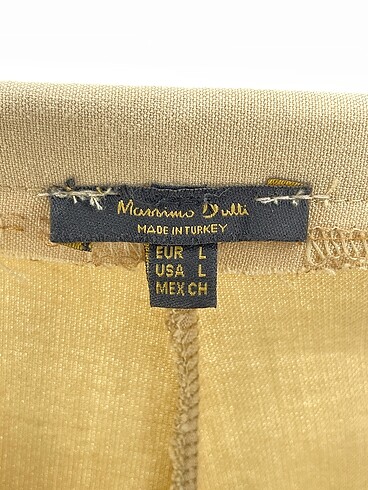 Massimo Dutti
MADE IN TURKEY
EUR L
USA L
MEX CH